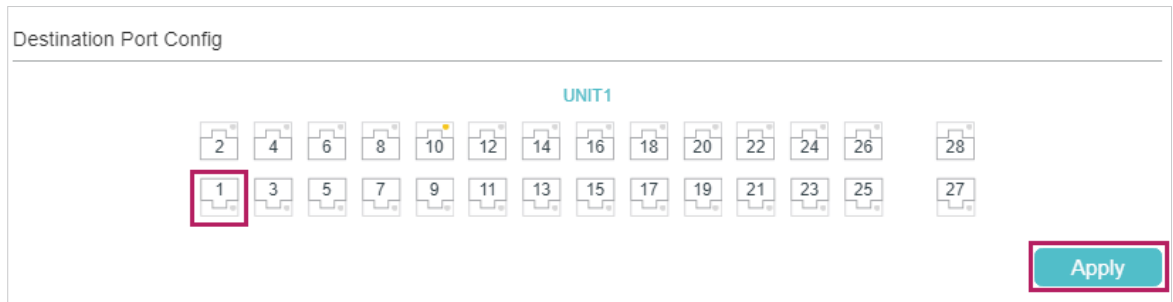 Destination Port Config
UNIT1
2 4 6 8 10 12 14 16 18 20 22 24 26 28
1 3 5 7 9 11 13 15 17 19 21 23 25 27
Apply